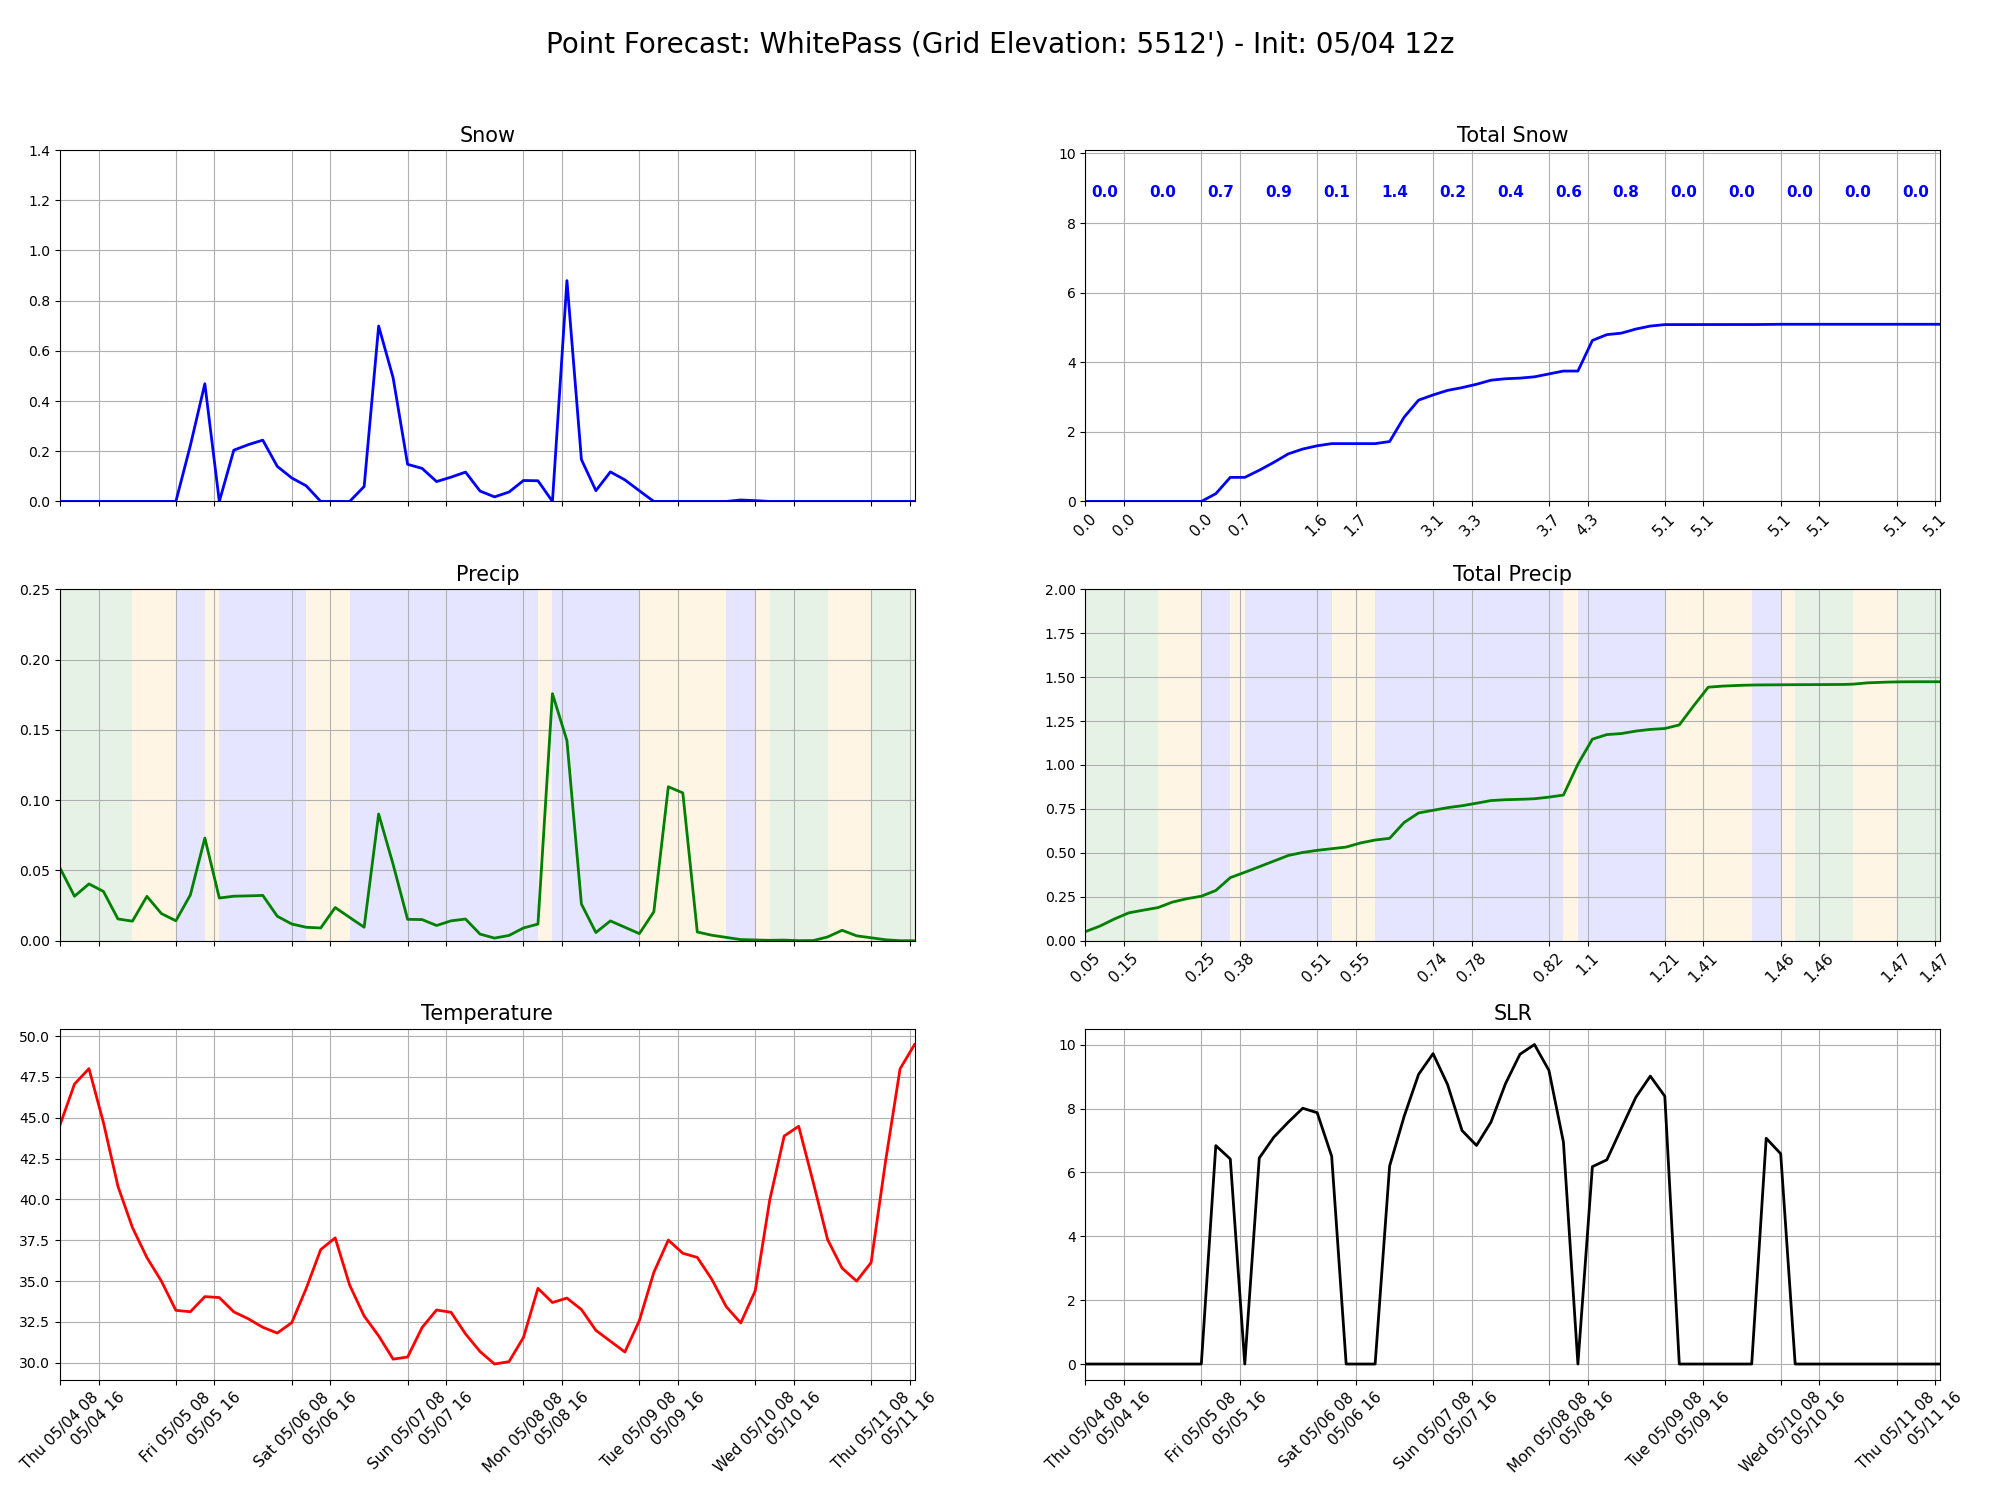 Point Forecast: WhitePass (Grid Elevation: 5512') - Init: 05/04 12z
Snow
1.4
1.2
1.0
0.8
0.6
0.4
0.2
0.0
Total Snow
10
8
6
4
2
0
0.0 0.0 0.7 0.9 0.1 1.4 0.2 0.4 0.6 0.8 0.0 0.0 0.0 0.0 0.0
0.0 0.0 0.0 0.7 1.6 1.7 3.1 3.3 3.7 4.3 5.1 5.1 5.1 5.1 5.1 5.1
Precip
0.25
0.20
0.15
0.10
0.05
0.00
Total Precip
2.00
1.75
1.50
1.25
1.00
0.75
0.50
0.25
0.00
0.05 0.15 0.25 0.38 0.51 0.55 0.74 0.78 0.82 1.1 1.21 1.41 1.46 1.46 1.47 1.47
Temperature
50.0
47.5
45.0
42.5
40.0
37.5
35.0
32.5
30.0
Thu 05/04 08
05/04 16
Fri 05/05 08
05/05 16
Sat 05/06 08
05/06 16
Sun 05/07 08
05/07 16
Mon 05/08 08
05/08 16
Tue 05/09 08
05/09 16
Wed 05/10 08
05/10 16
Thu 05/11 08
05/11 16
SLR
10
8
6
4
2
0
Thu 05/04 08
05/04 16
Fri 05/05 08
05/05 16
Sat 05/06 08
05/06 16
Sun 05/07 08
05/07 16
Mon 05/08 08
05/08 16
Tue 05/09 08
05/09 16
Wed 05/10 08
05/10 16
Thu 05/11 08
05/11 16